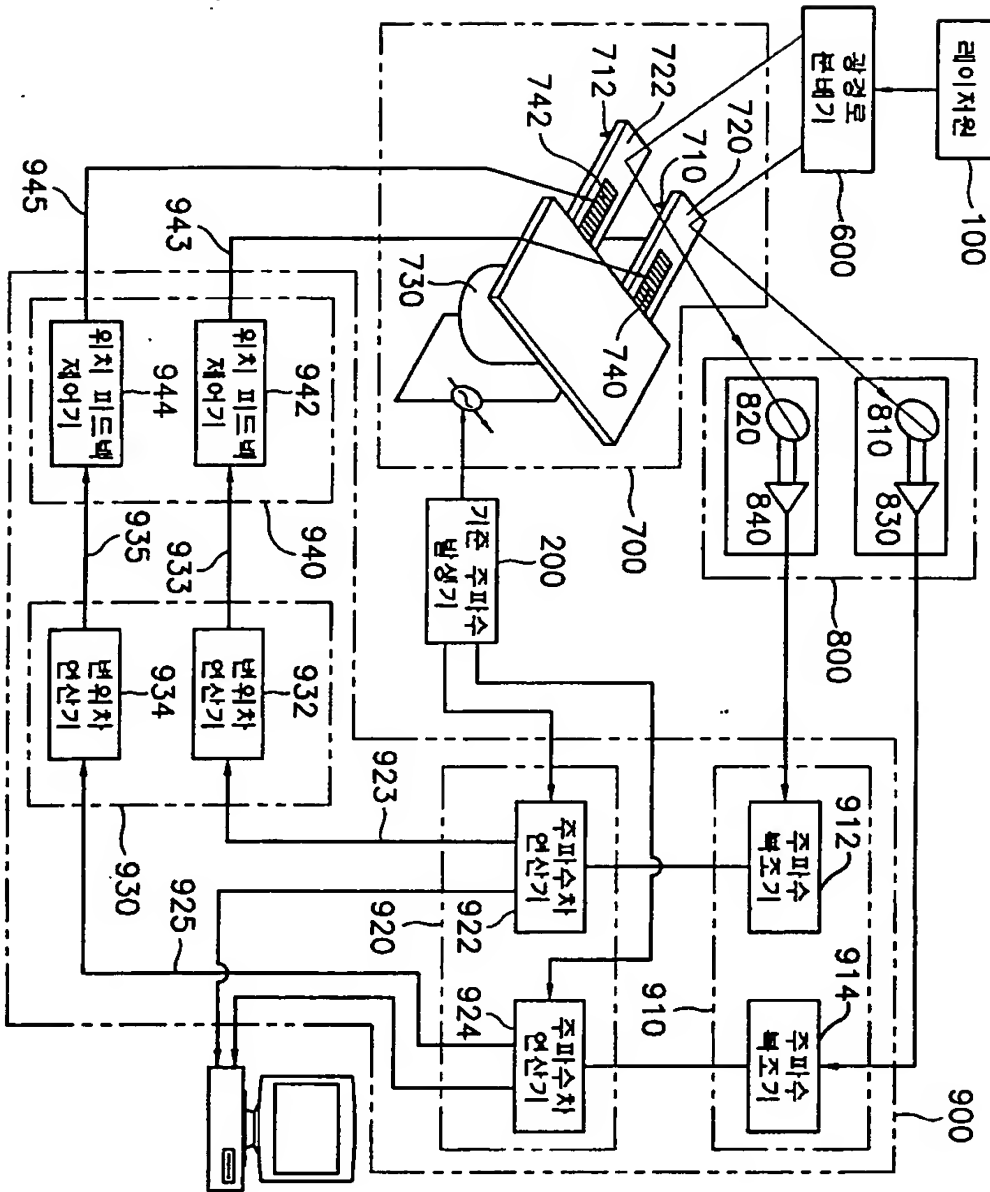 레이저원
100
광경로
분배기
600
722
712
742
720
710
730
740
700
945
943
위치 피드백
제어기
944
위치 피드백
제어기
942
940
935
933
기준 주파수
발생기
200
820
840
810
830
800
변위차
연산기
934
변위차
연산기
932
930
923
925
주파수차
연산기
922
920
주파수차
연산기
924
주파수
복조기
912
910
주파수
복조기
914
900